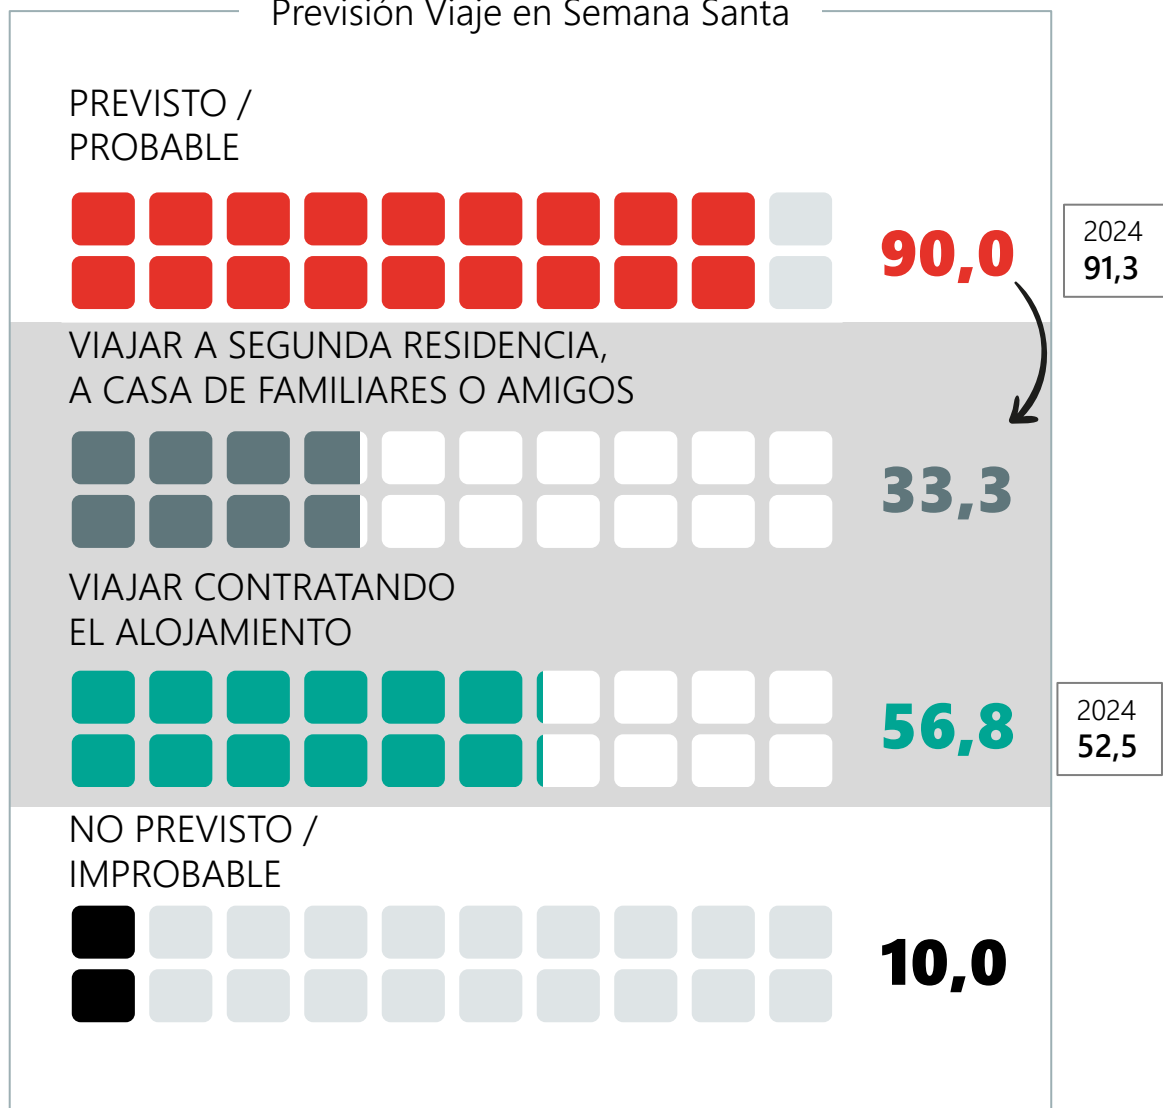 Previsión Viaje en Semana Santa
PREVISTO /
PROBABLE
90,0
2024
91,3
VIAJAR A SEGUNDA RESIDENCIA,
A CASA DE FAMILIARES O AMIGOS
33,3
VIAJAR CONTRATANDO
EL ALOJAMIENTO
56,8
2024
52,5
NO PREVISTO /
IMPROBABLE
10,0